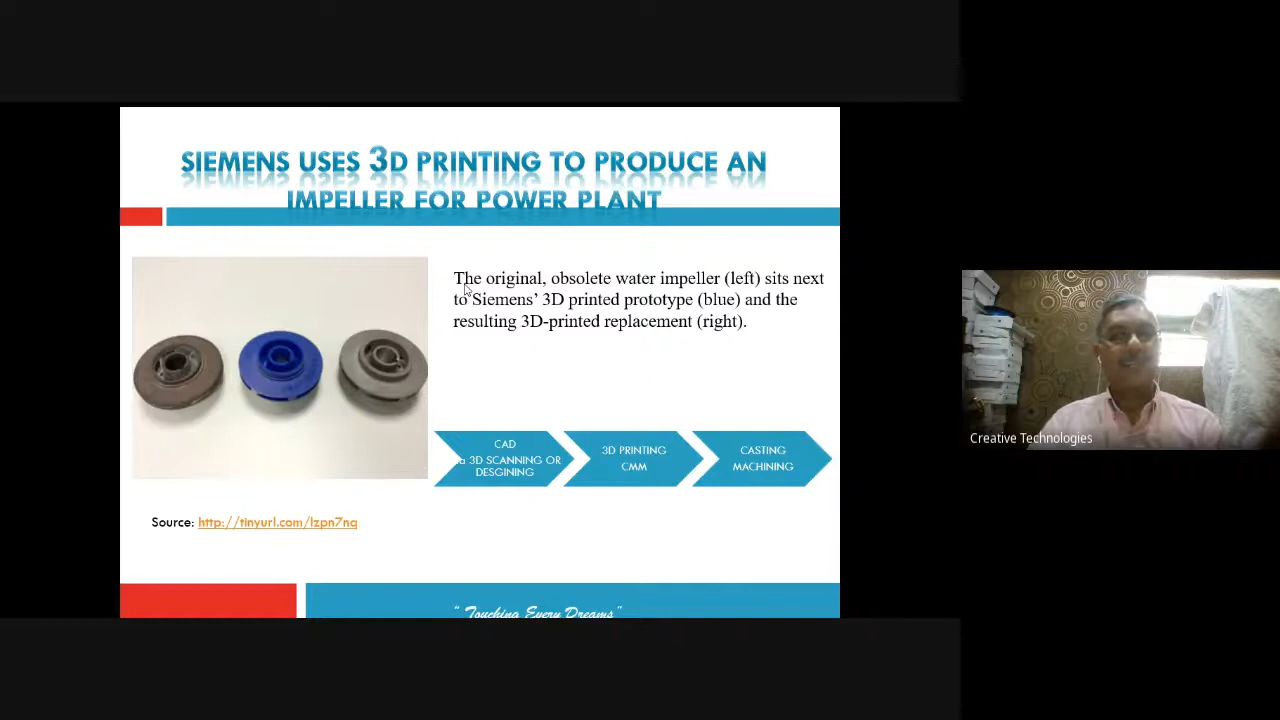 SIEMENS USES 3D PRINTING TO PRODUCE AN
IMPELLER FOR POWER PLANT
The original, obsolete water impeller (left) sits next
to Siemens’ 3D printed prototype (blue) and the
resulting 3D-printed replacement (right).
CAD
3D SCANNING OR
DESGINING
3D PRINTING
CMM
CASTING
MACHINING
Source: http://tinyurl.com/lzpn7nq
“ Touching Every Dreams”
Creative Technologies